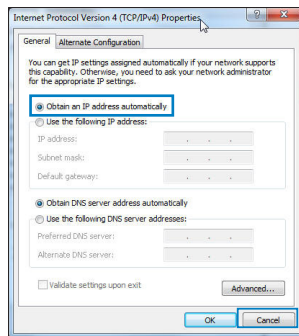 Internet Protocol Version 4 (TCP/IPv4) Properties
General
Alternate Configuration
You can get IP settings assigned automatically if your network supports
this capability. Otherwise, you need to ask your network administrator
for the appropriate IP settings.
Obtain an IP address automatically
Use the following IP address:
IP address:
Subnet mask:
Default gateway:
Obtain DNS server address automatically
Use the following DNS server addresses:
Preferred DNS server:
Alternate DNS server:
Validate settings upon exit
Advanced...
OK
Cancel